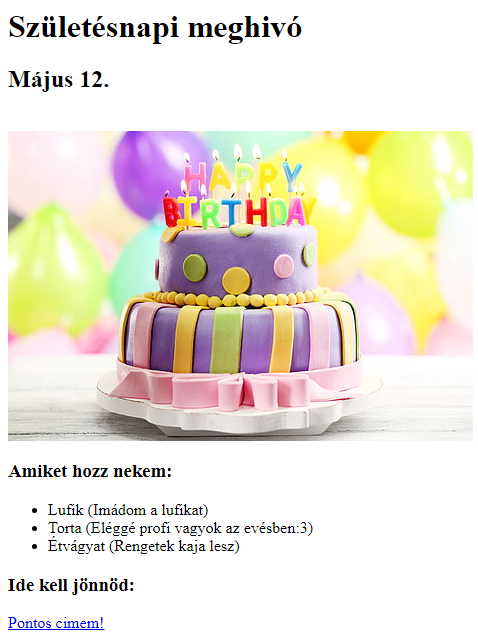 Születésnapi meghivó
Május 12.
HAPPY
BIRTHDAY
Amiket hozz nekem:
Lufik (Imádom a lufikat)
Torta (Eléggé profi vagyok az evésben:3)
Étvágyat (Rengetek kaja lesz)
Ide kell jönnöd:
Pontos cimem!